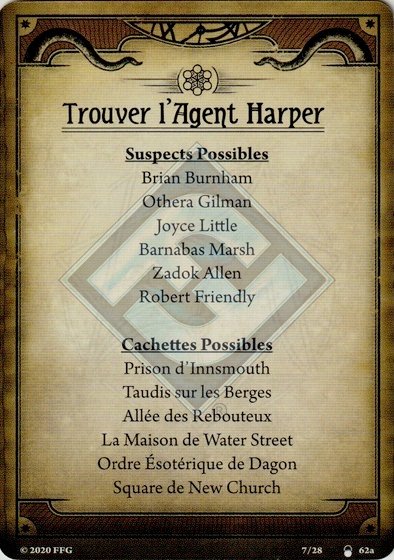 Trouver l'Agent Harper
Suspects Possibles
Brian Burnham
Othera Gilman
Joyce Little
Barnabas Marsh
Zadok Allen
Robert Friendly
Cachettes Possibles
Prison d'Innsmouth
Taudis sur les Berges
Allée des Rebouteux
La Maison de Water Street
Ordre Ésotérique de Dagon
Square de New Church
© 2020 FFG 7/28 62a